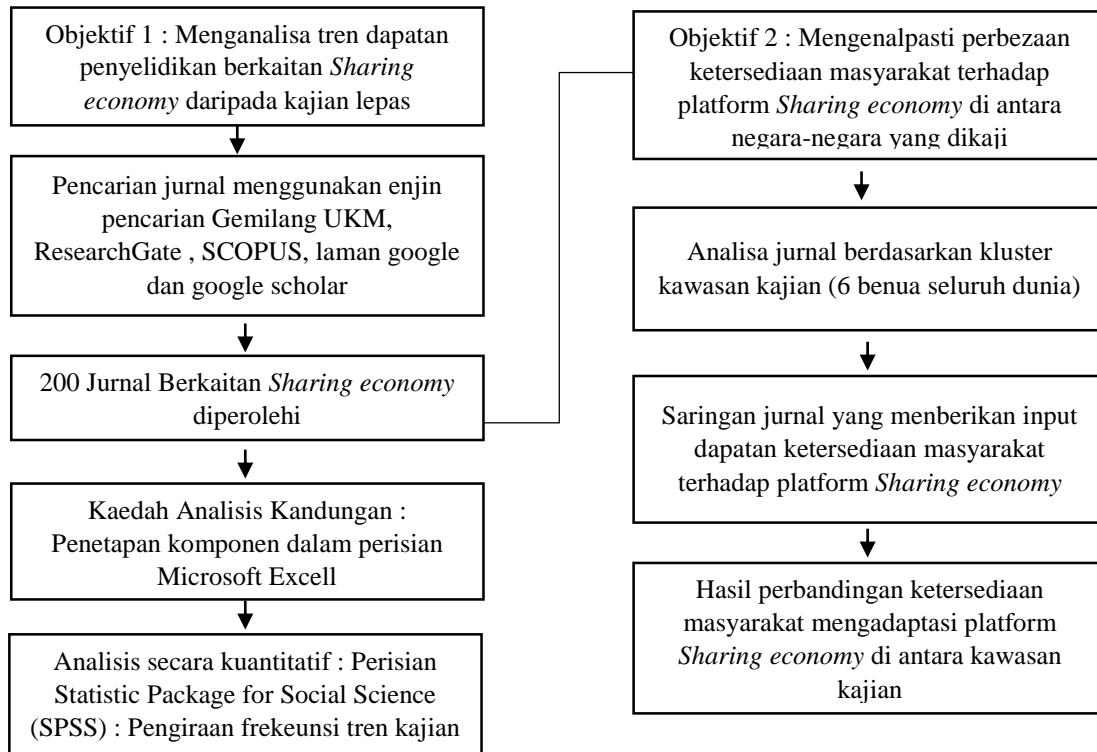 Objektif 1 : Menganalisa tren dapatan
penyelidikan berkaitan Sharing
economy daripada kajian lepas
Pencarian jurnal menggunakan enjin
pencarian Gemilang UKM,
ResearchGate , SCOPUS, laman google
dan google scholar
200 Jurnal Berkaitan Sharing economy
diperolehi
Kaedah Analisis Kandungan :
Penetapan komponen dalam perisian
Microsoft Excell
Analisis secara kuantitatif : Perisian
Statistic Package for Social Science
(SPSS) : Pengiraan frekeunsi tren kajian
Objektif 2 : Mengenalpasti perbezaan
ketersediaan masyarakat terhadap
platform Sharing economy di antara
negara-negara yang dikaji
Analisa jurnal berdasarkan kluster
kawasan kajian (6 benua seluruh dunia)
Saringan jurnal yang menberikan input
dapatan ketersediaan masyarakat
terhadap platform Sharing economy
Hasil perbandingan ketersediaan
masyarakat mengadaptasi platform
Sharing economy di antara kawasan
kajian